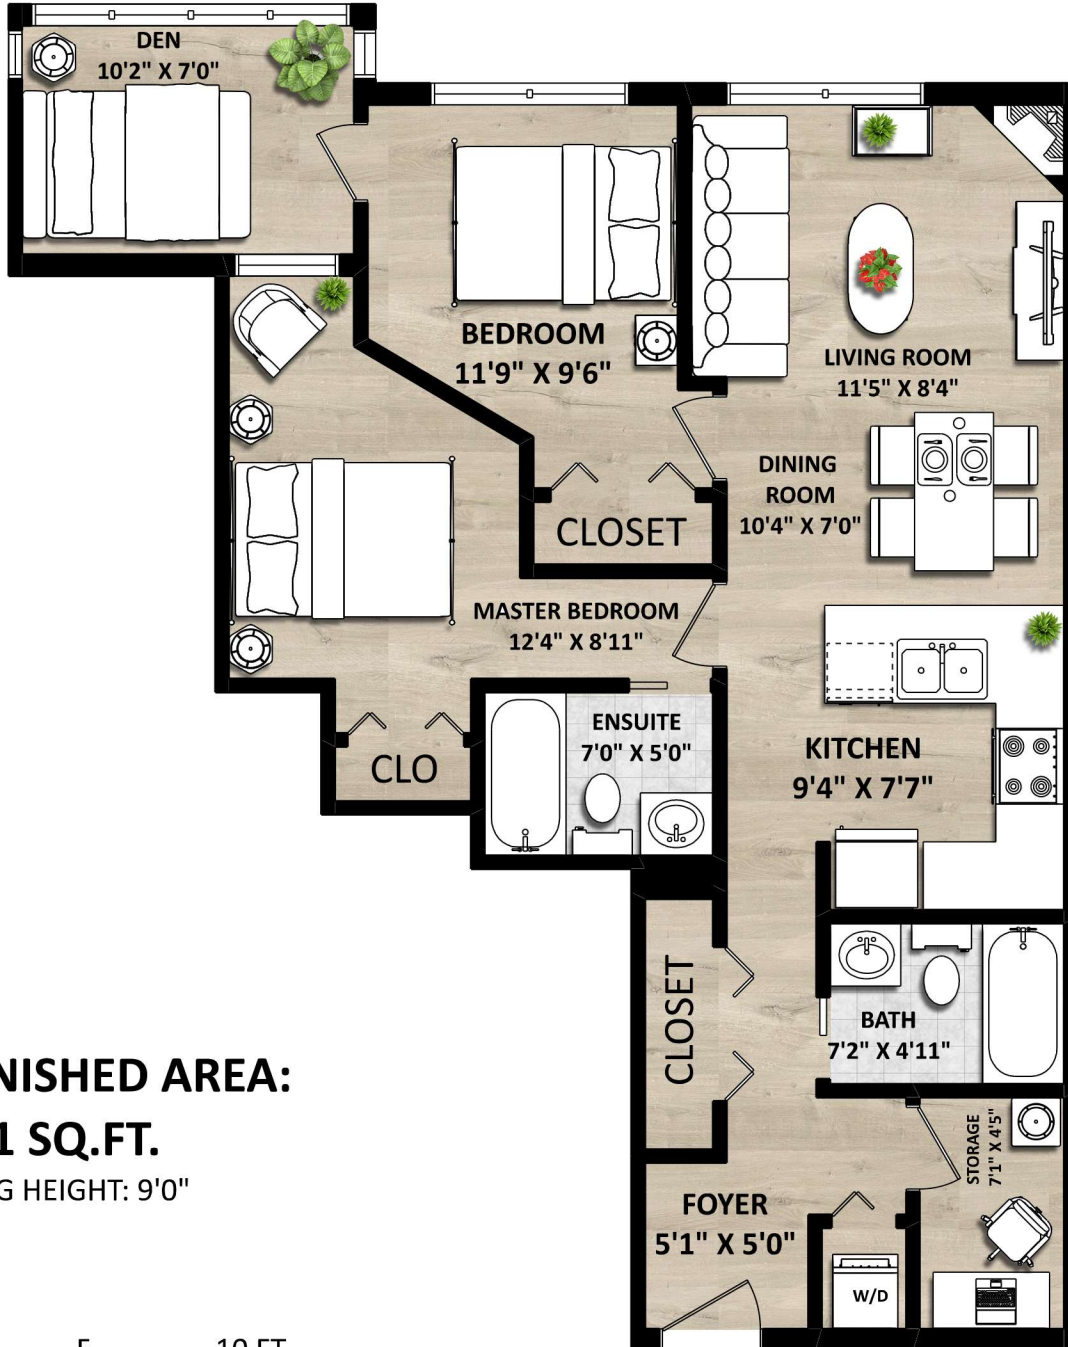 DEN
10'2" X 7'0"
BEDROOM
11'9" X 9'6"
LIVING ROOM
11'5" X 8'4"
DINING
ROOM
10'4" X 7'0"
CLOSET
MASTER BEDROOM
12'4" X 8'11"
ENSUITE
7'0" X 5'0"
CLO
KITCHEN
9'4" X 7'7"
CLOSET
BATH
7'2" X 4'11"
STORAGE
7'1" X 4'5"
FOYER
5'1" X 5'0"
W/D
NISHED AREA:
1 SQ.FT.
G HEIGHT: 9'0"
5 10 FT